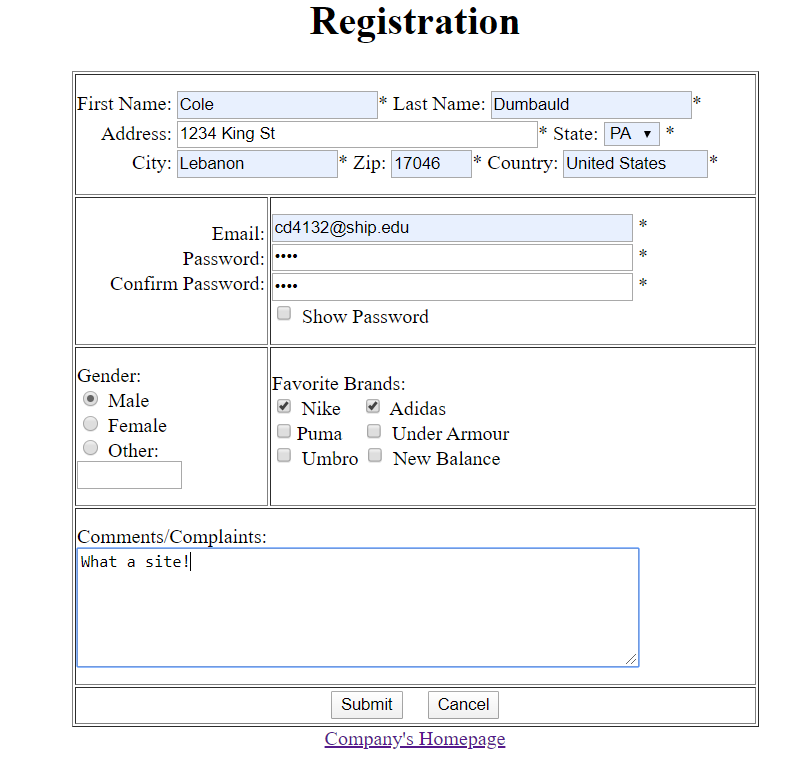 Registration
First Name: Cole * Last Name: Dumbauld *
Address: 1234 King St * State: PA ▼ *
City: Lebanon * Zip: 17046 * Country: United States *
Email: cd4132@ship.edu *
Password: •••• *
Confirm Password: •••• *
Show Password
Gender:
Male
Female
Other:
Favorite Brands:
Nike Adidas
Puma Under Armour
Umbro New Balance
Comments/Complaints:
What a site!
Submit Cancel
Company's Homepage